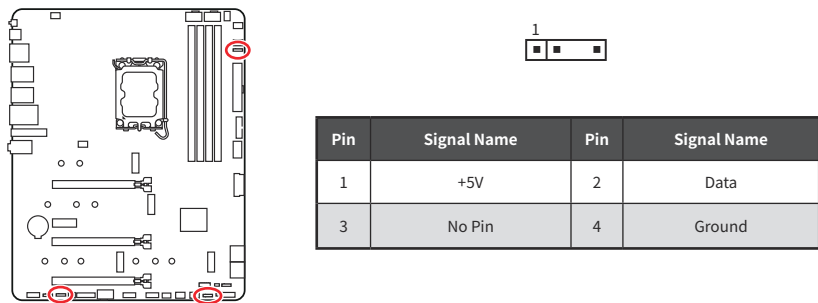 1
Pin Signal Name Pin Signal Name
1 +5V 2 Data
3 No Pin 4 Ground